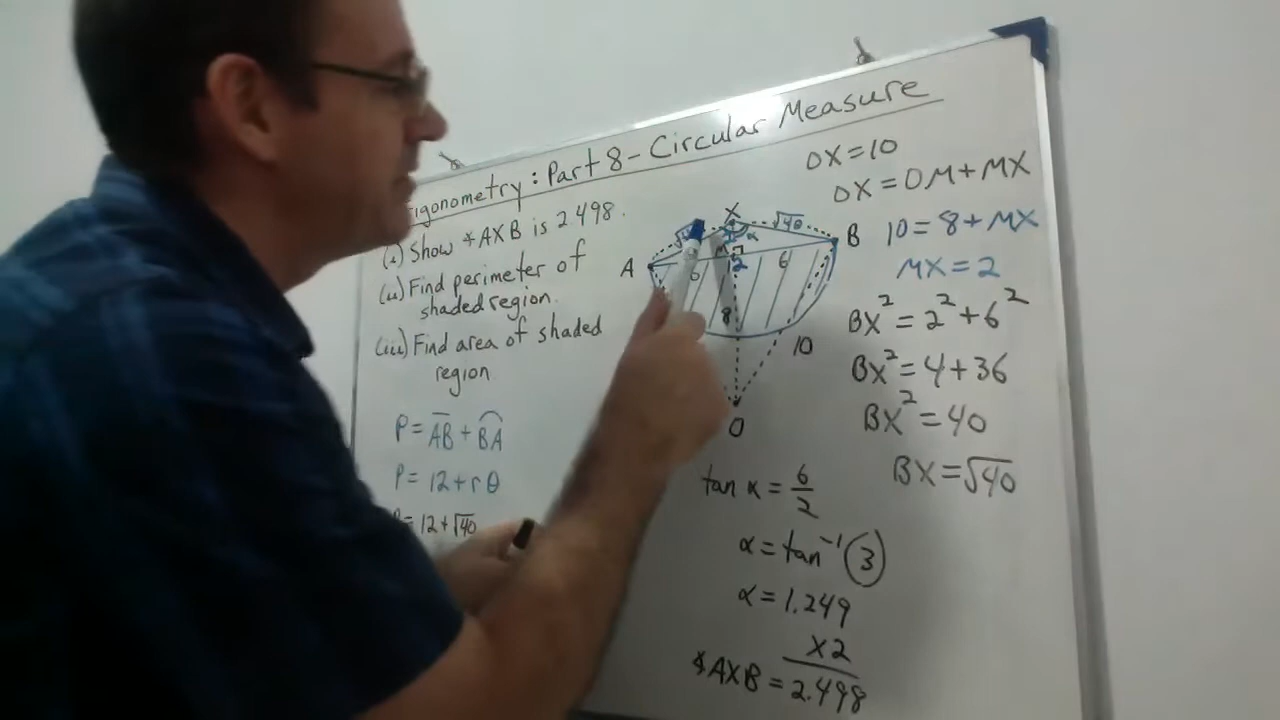 Trigonometry: Part 8 - Circular Measure
(i) Show ∡AXB is 2.498.
(ii) Find perimeter of
shaded region.
(iii) Find area of shaded
region
P = AB + BA
P = 12 + r θ
P = 12 + √40
X
√40
α
B
A
M
2
6
6
8
10
O
tan α = 6/2
α = tan⁻¹(3)
α = 1.249
x2
∡AXB = 2.498
OX = 10
OX = OM + MX
10 = 8 + MX
MX = 2
BX² = 2² + 6²
BX² = 4 + 36
BX² = 40
BX = √40